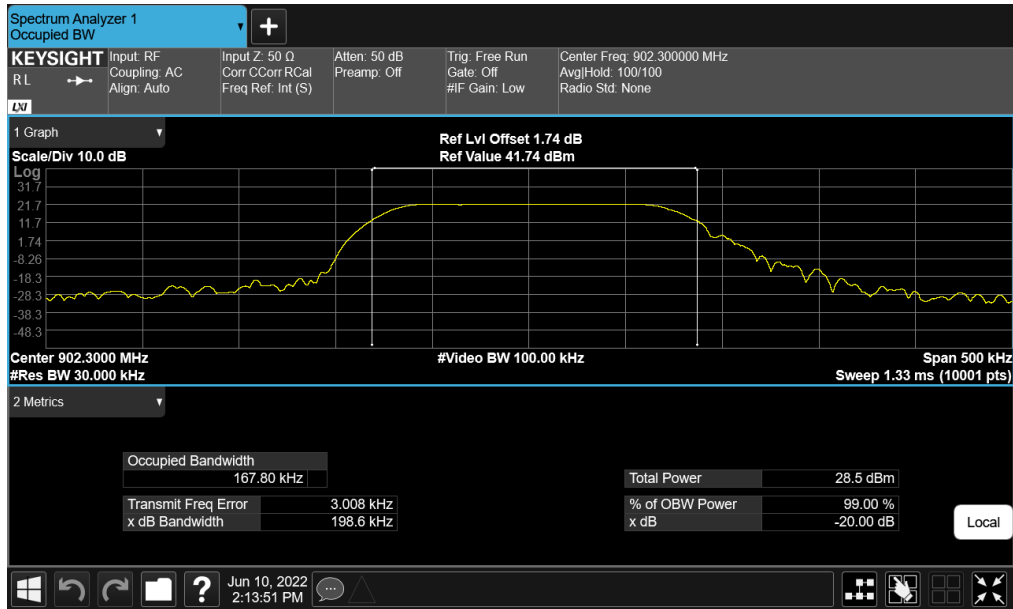 Spectrum Analyzer 1
Occupied BW
+
KEYSIGHT
R L
LXI
Input: RF
Coupling: AC
Align: Auto
Input Z: 50 Ω
Corr CCorr RCal
Freq Ref: Int (S)
Atten: 50 dB
Preamp: Off
Trig: Free Run
Gate: Off
#IF Gain: Low
Center Freq: 902.300000 MHz
Avg|Hold: 100/100
Radio Std: None
1 Graph
Scale/Div 10.0 dB
Ref Lvl Offset 1.74 dB
Ref Value 41.74 dBm
Log
31.7
21.7
11.7
1.74
-8.26
-18.3
-28.3
-38.3
-48.3
Center 902.3000 MHz
#Video BW 100.00 kHz
Span 500 kHz
#Res BW 30.000 kHz
Sweep 1.33 ms (10001 pts)
2 Metrics
Occupied Bandwidth
167.80 kHz
Total Power 28.5 dBm
Transmit Freq Error 3.008 kHz
% of OBW Power 99.00 %
x dB Bandwidth 198.6 kHz
x dB -20.00 dB
Local
?
Jun 10, 2022
2:13:51 PM